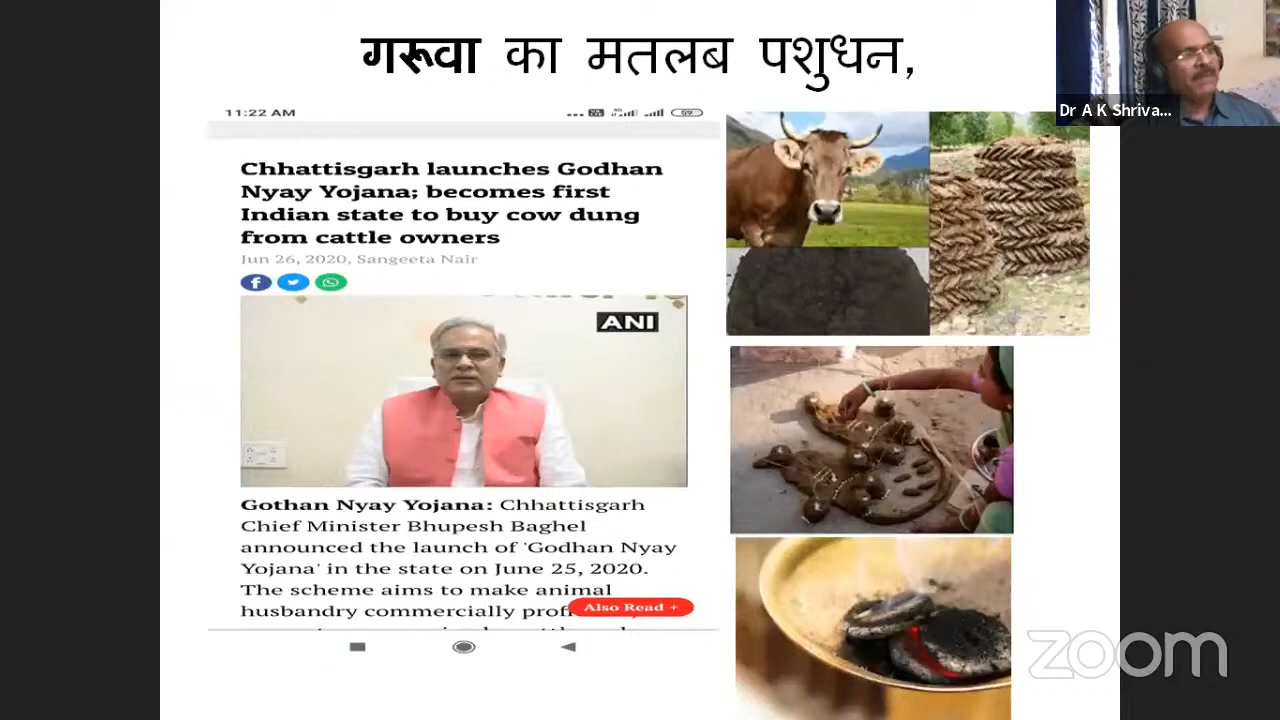 गरूवा का मतलब पशुधन,
Dr A K Shriva...
11:22 AM
4G
69
Chhattisgarh launches Godhan
Nyay Yojana; becomes first
Indian state to buy cow dung
from cattle owners
Jun 26, 2020, Sangeeta Nair
ANI
Gothan Nyay Yojana: Chhattisgarh
Chief Minister Bhupesh Baghel
announced the launch of 'Godhan Nyay
Yojana' in the state on June 25, 2020.
The scheme aims to make animal
husbandry commercially
Also Read +
zoom